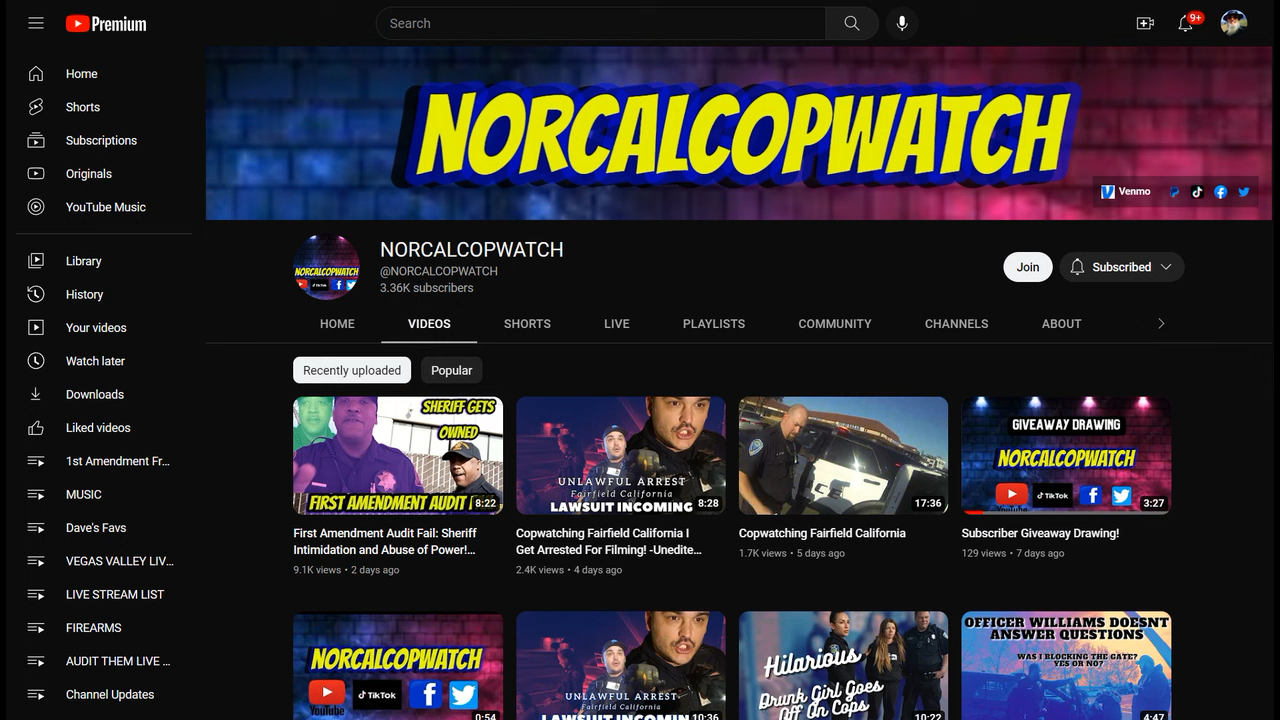 Premium
Search
9+
Home
Shorts
Subscriptions
Originals
YouTube Music
Library
History
Your videos
Watch later
Downloads
Liked videos
1st Amendment Fr...
MUSIC
Dave's Favs
VEGAS VALLEY LIV...
LIVE STREAM LIST
FIREARMS
AUDIT THEM LIVE ...
Channel Updates
NORCALCOPWATCH
Venmo
NORCALCOPWATCH
NORCALCOPWATCH
@NORCALCOPWATCH
3.36K subscribers
Join
Subscribed
HOME
VIDEOS
SHORTS
LIVE
PLAYLISTS
COMMUNITY
CHANNELS
ABOUT
Recently uploaded
Popular
SHERIFF GETS
OWNED
FIRST AMENDMENT AUDIT
8:22
First Amendment Audit Fail: Sheriff
Intimidation and Abuse of Power!...
9.1K views • 2 days ago
UNLAWFUL ARREST
Fairfield California
LAWSUIT INCOMING
8:28
Copwatching Fairfield California I
Get Arrested For Filming! -Unedite...
2.4K views • 4 days ago
17:36
Copwatching Fairfield California
1.7K views • 5 days ago
GIVEAWAY DRAWING
NORCALCOPWATCH
TikTok
YouTube
3:27
Subscriber Giveaway Drawing!
129 views • 7 days ago
NORCALCOPWATCH
TikTok
YouTube
0:54
UNLAWFUL ARREST
Fairfield California
LAWSUIT INCOMIN
10:36
Hilarious
Drunk Girl Goes
Off On Cops
10:22
OFFICER WILLIAMS DOESNT
ANSWER QUESTIONS
WAS I BLOCKING THE GATE?
YES OR NO?
4:47